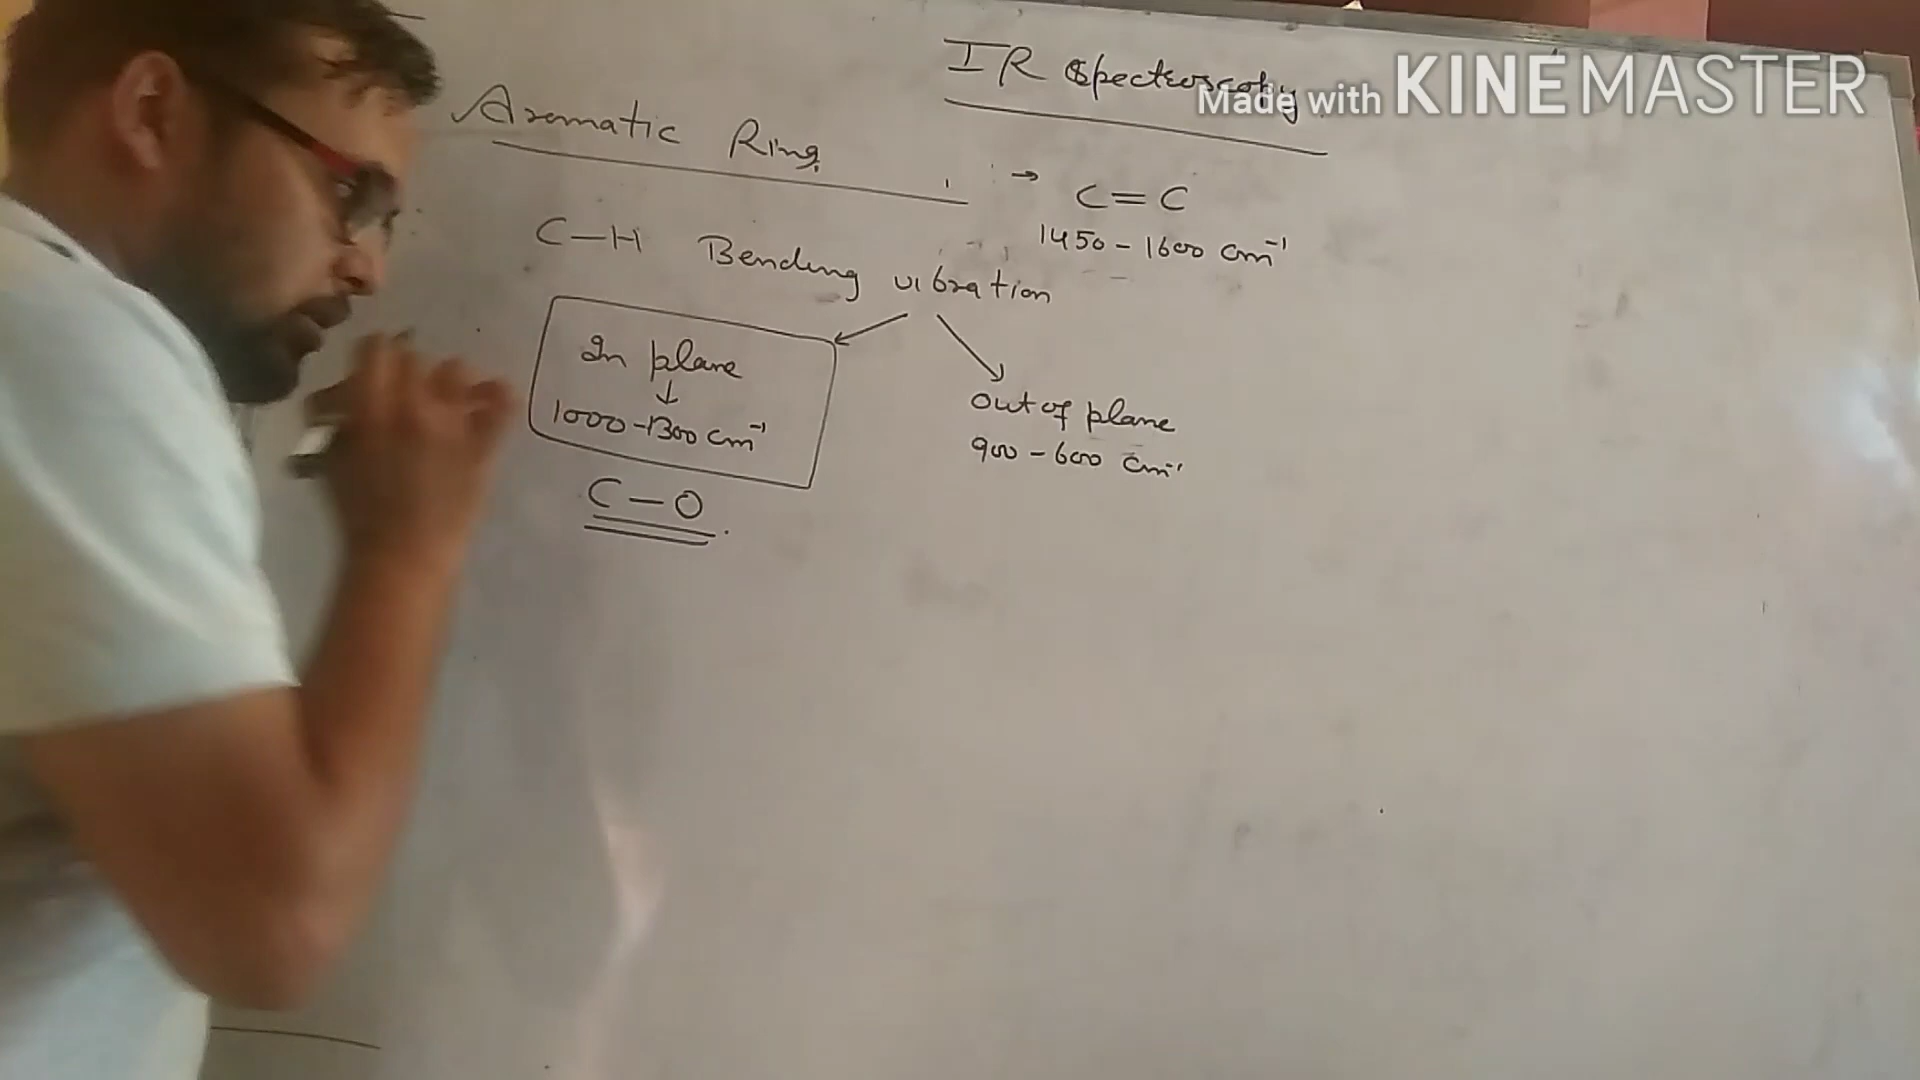 IR spectroscopy
Made with KINEMASTER
Aromatic Ring
→ C=C
1450-1600 cm⁻¹
C-H Bending vibration
In plane
↓
1000-1300 cm⁻¹
out of plane
900-600 cm⁻¹
C-O